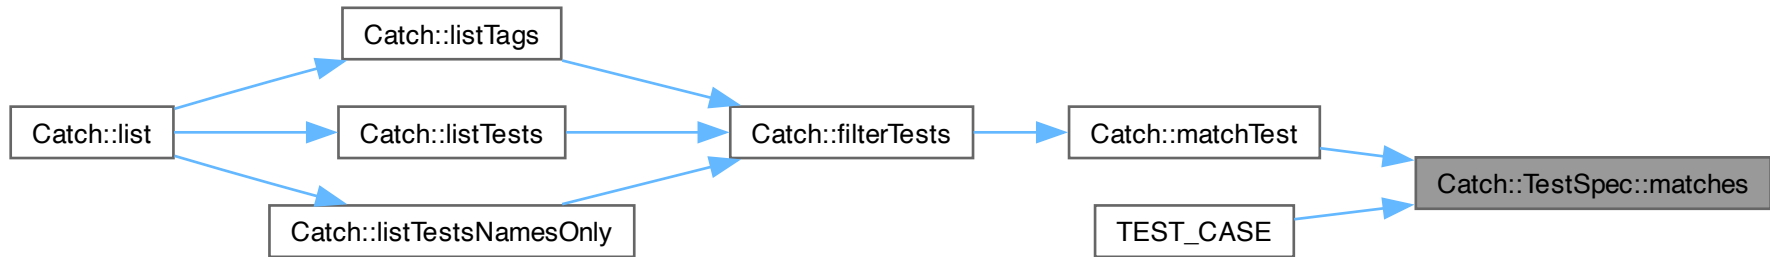 Catch::listTags
Catch::list
Catch::listTests
Catch::filterTests
Catch::matchTest
Catch::TestSpec::matches
Catch::listTestsNamesOnly
TEST_CASE